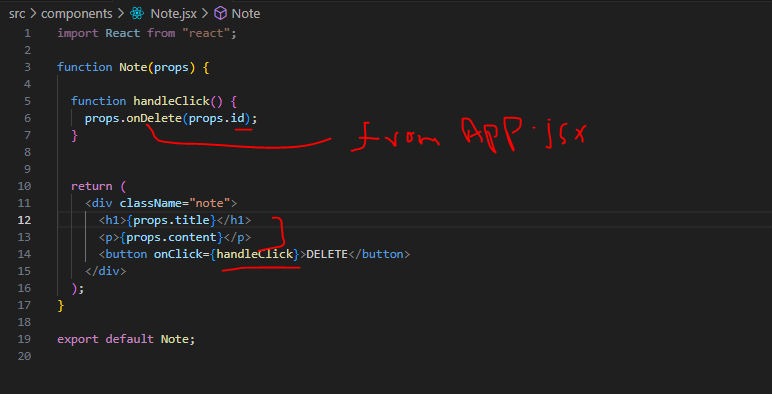 src > components > Note.jsx > Note
1 import React from "react";
2
3 function Note(props) {
4
5 function handleClick() {
6 props.onDelete(props.id);
7 }
8
9
10 return (
11 <div className="note">
12 <h1>{props.title}</h1>
13 <p>{props.content}</p>
14 <button onClick={handleClick}>DELETE</button>
15 </div>
16 );
17 }
18
19 export default Note;
20
from APP.jsx